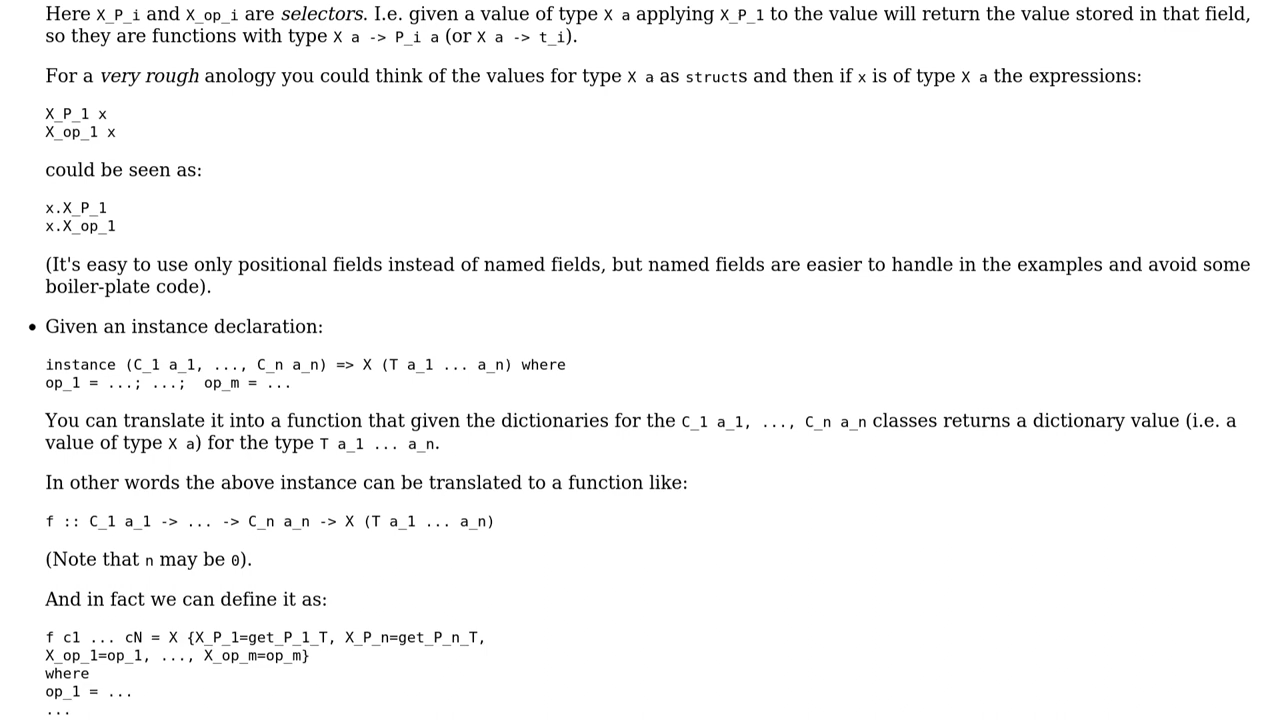 Here X_P_i and X_op_i are selectors. I.e. given a value of type X a applying X_P_1 to the value will return the value stored in that field,
so they are functions with type X a -> P_i a (or X a -> t_i).
For a very rough anology you could think of the values for type X a as structs and then if x is of type X a the expressions:
X_P_1 x
X_op_1 x
could be seen as:
x.X_P_1
x.X_op_1
(It's easy to use only positional fields instead of named fields, but named fields are easier to handle in the examples and avoid some
boiler-plate code).
• Given an instance declaration:
instance (C_1 a_1, ..., C_n a_n) => X (T a_1 ... a_n) where
op_1 = ...; ...;  op_m = ...
You can translate it into a function that given the dictionaries for the C_1 a_1, ..., C_n a_n classes returns a dictionary value (i.e. a
value of type X a) for the type T a_1 ... a_n.
In other words the above instance can be translated to a function like:
f :: C_1 a_1 -> ... -> C_n a_n -> X (T a_1 ... a_n)
(Note that n may be 0).
And in fact we can define it as:
f c1 ... cN = X {X_P_1=get_P_1_T, X_P_n=get_P_n_T,
X_op_1=op_1, ..., X_op_m=op_m}
where
op_1 = ...
...